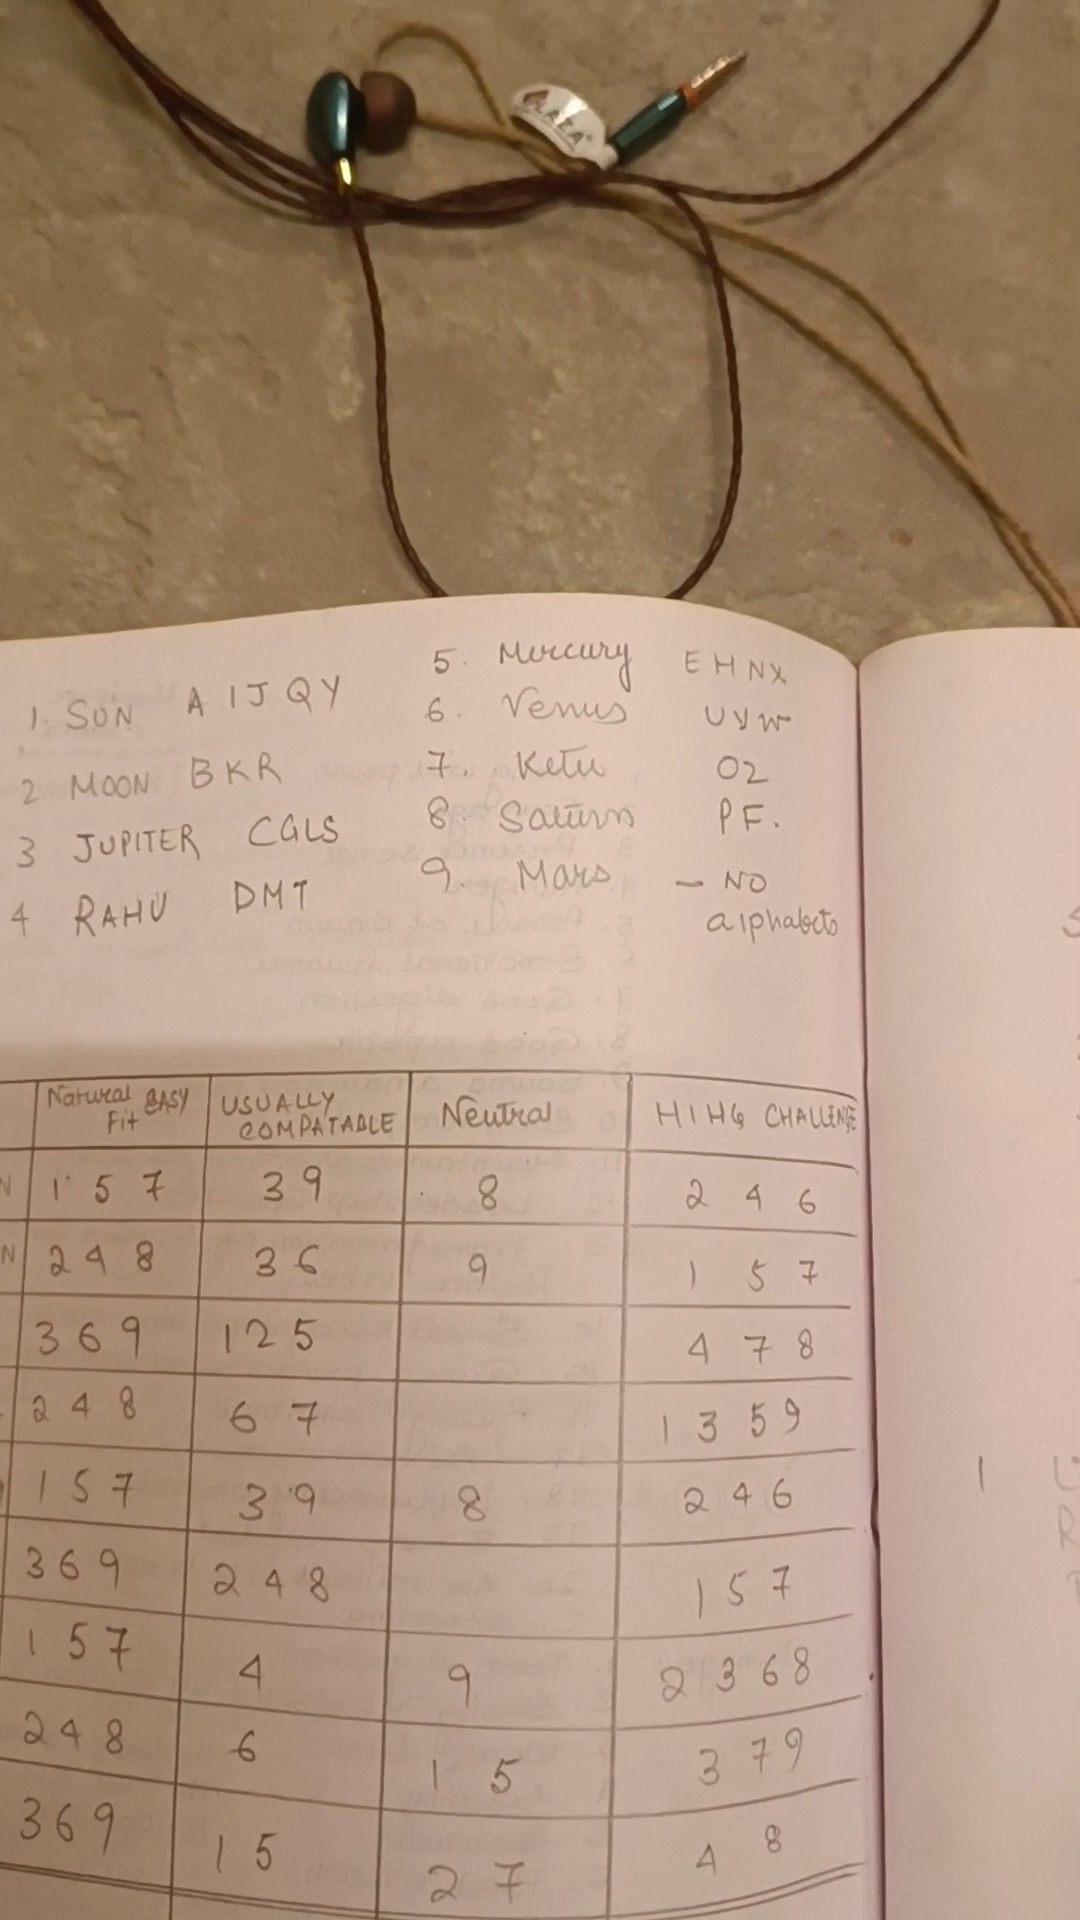 PLAZA
1. SUN A I J Q Y
2 MOON B K R
3 JUPITER C G L S
4 RAHU D M T
5. Mercury E H N X
6. Venus U V W
7. Ketu O Z
8. Saturn P F.
9. Mars – NO
alphabets
Natural EASY Fit USUALLY COMPATABLE Neutral HIHG CHALLENGE
N 1 5 7 3 9 8 2 4 6
N 2 4 8 3 6 9 1 5 7
3 6 9 1 2 5 4 7 8
2 4 8 6 7 1 3 5 9
1 5 7 3 9 8 2 4 6
3 6 9 2 4 8 1 5 7
1 5 7 4 9 2 3 6 8
2 4 8 6 1 5 3 7 9
3 6 9 1 5 2 7 4 8
1